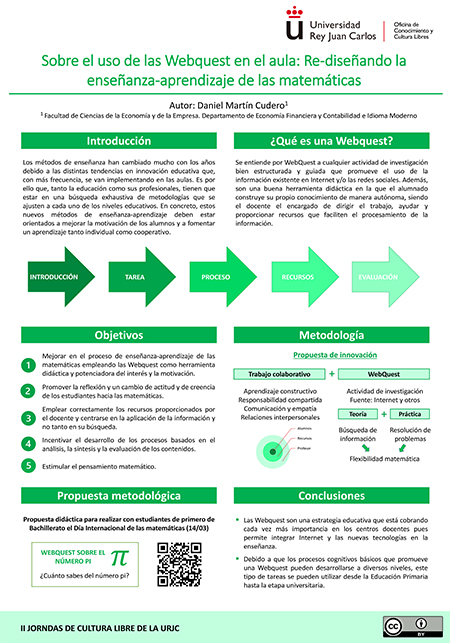 Universidad
Rey Juan Carlos
Oficina de
Conocimiento y
Cultura Libres
Sobre el uso de las Webquest en el aula: Re-diseñando la
enseñanza-aprendizaje de las matemáticas
Autor: Daniel Martín Cudero1
1 Facultad de Ciencias de la Economía y de la Empresa. Departamento de Economía Financiera y Contabilidad e Idioma Moderno
Introducción
Los métodos de enseñanza han cambiado mucho con los años
debido a las distintas tendencias en innovación educativa que,
con más frecuencia, se van implementando en las aulas. Es por
ello que, tanto la educación como sus profesionales, tienen que
estar en una búsqueda exhaustiva de metodologías que se
ajusten a cada uno de los niveles educativos. En concreto, estos
nuevos métodos de enseñanza-aprendizaje deben estar
orientados a mejorar la motivación de los alumnos y a fomentar
un aprendizaje tanto individual como cooperativo.
¿Qué es una Webquest?
Se entiende por WebQuest a cualquier actividad de investigación
bien estructurada y guiada que promueve el uso de la
información existente en Internet y/o las redes sociales. Además,
son una buena herramienta didáctica en la que el alumnado
construye su propio conocimiento de manera autónoma, siendo
el docente el encargado de dirigir el trabajo, ayudar y
proporcionar recursos que faciliten el procesamiento de la
información.
INTRODUCCIÓN
TAREA
PROCESO
RECURSOS
EVALUACIÓN
Objetivos
1 Mejorar en el proceso de enseñanza-aprendizaje de las
matemáticas empleando las Webquest como herramienta
didáctica y potenciadora del interés y la motivación.
2 Promover la reflexión y un cambio de actitud y de creencia
de los estudiantes hacia las matemáticas.
3 Emplear correctamente los recursos proporcionados por
el docente y centrarse en la aplicación de la información y
no tanto en su búsqueda.
4 Incentivar el desarrollo de los procesos basados en el
análisis, la síntesis y la evaluación de los contenidos.
5 Estimular el pensamiento matemático.
Metodología
Propuesta de innovación
Trabajo colaborativo + WebQuest
Aprendizaje constructivo
Responsabilidad compartida
Comunicación y empatía
Relaciones interpersonales
Alumnos
Recursos
Profesor
Actividad de investigación
Fuente: Internet y otros
Teoría + Práctica
Búsqueda de
información
Resolución de
problemas
Flexibilidad matemática
Propuesta metodológica
Propuesta didáctica para realizar con estudiantes de primero de
Bachillerato el Día Internacional de las matemáticas (14/03)
WEBQUEST SOBRE EL
NÚMERO PI
π
¿Cuánto sabes del número pi?
Conclusiones
• Las Webquest son una estrategia educativa que está cobrando
cada vez más importancia en los centros docentes pues
permite integrar Internet y las nuevas tecnologías en la
enseñanza.
• Debido a que los procesos cognitivos básicos que promueve
una Webquest pueden desarrollarse a diversos niveles, este
tipo de tareas se pueden utilizar desde la Educación Primaria
hasta la etapa universitaria.
II JORNADAS DE CULTURA LIBRE DE LA URJC
cc
BY